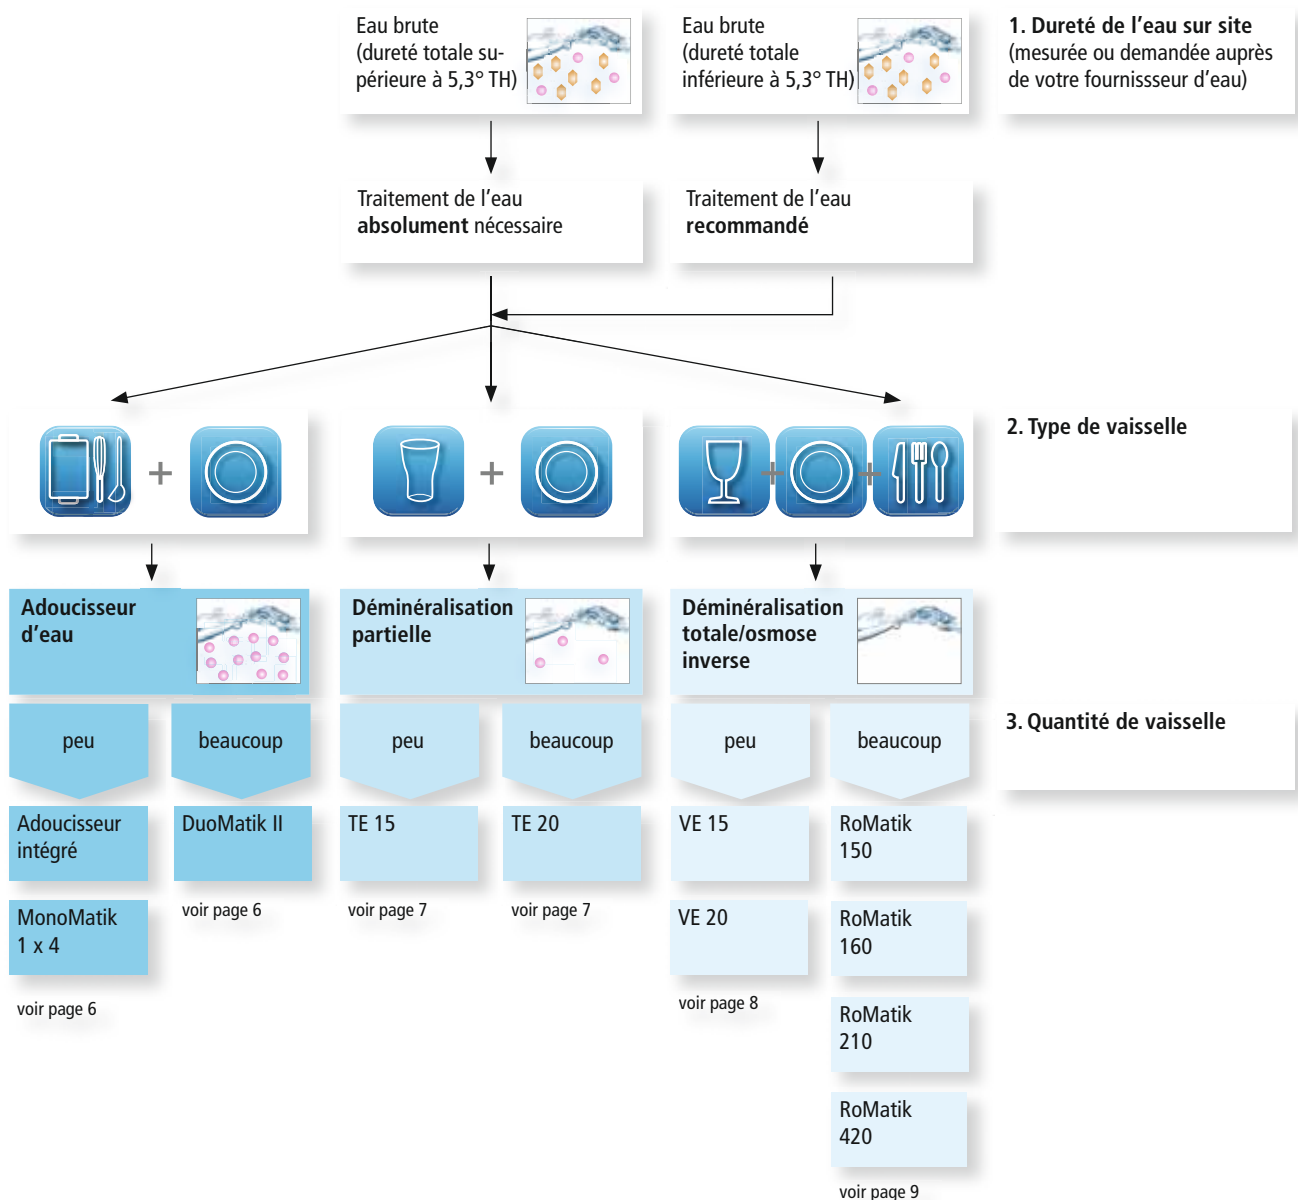 Eau brute
(dureté totale su-
périeure à 5,3° TH)
Eau brute
(dureté totale
inférieure à 5,3° TH)
1. Dureté de l'eau sur site
(mesurée ou demandée auprès
de votre fournissseur d'eau)
Traitement de l'eau
absolument nécessaire
Traitement de l'eau
recommandé
2. Type de vaisselle
Adoucisseur
d'eau
Déminéralisation
partielle
Déminéralisation
totale/osmose
inverse
3. Quantité de vaisselle
peu
beaucoup
peu
beaucoup
peu
beaucoup
Adoucisseur
intégré
MonoMatik
1 x 4
voir page 6
DuoMatik II
voir page 6
TE 15
voir page 7
TE 20
voir page 7
VE 15
VE 20
voir page 8
RoMatik
150
RoMatik
160
RoMatik
210
RoMatik
420
voir page 9